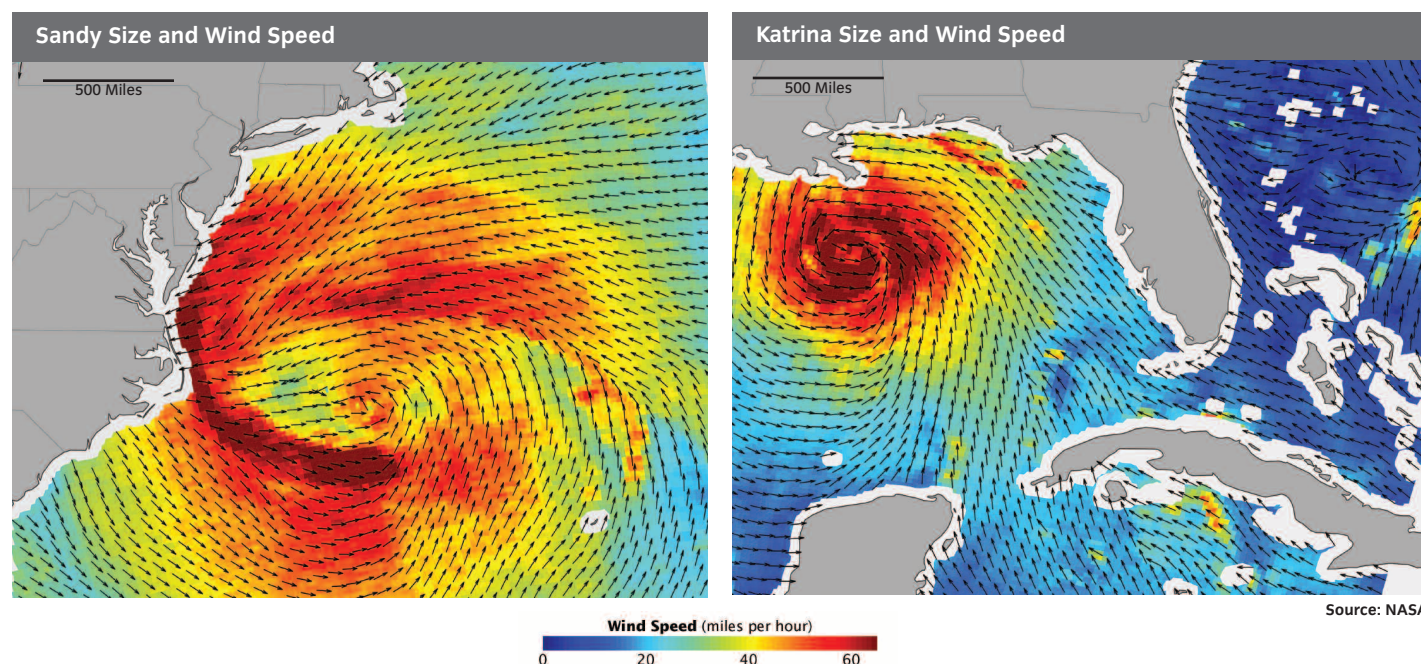 Sandy Size and Wind Speed
500 Miles
Katrina Size and Wind Speed
500 Miles
Source: NASA
Wind Speed (miles per hour)
0 20 40 60